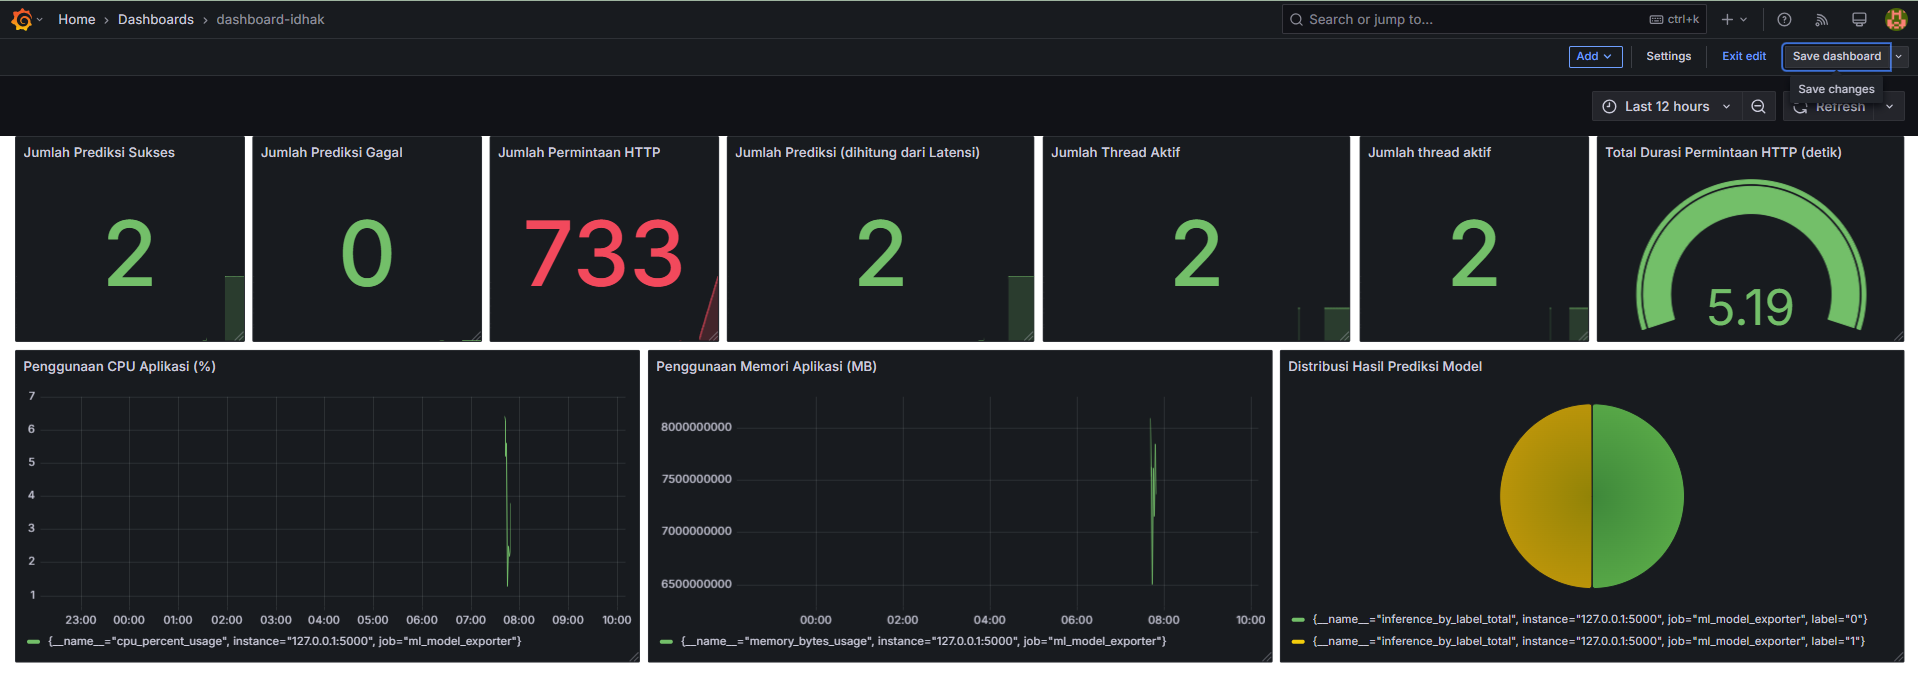 Home › Dashboards › dashboard-idhak
Search or jump to...
ctrl+k
Add
Settings
Exit edit
Save dashboard
Save changes
Last 12 hours
Refresh
Jumlah Prediksi Sukses
2
Jumlah Prediksi Gagal
0
Jumlah Permintaan HTTP
733
Jumlah Prediksi (dihitung dari Latensi)
2
Jumlah Thread Aktif
2
Jumlah thread aktif
2
Total Durasi Permintaan HTTP (detik)
5.19
Penggunaan CPU Aplikasi (%)
7
6
5
4
3
2
1
23:00 00:00 01:00 02:00 03:00 04:00 05:00 06:00 07:00 08:00 09:00 10:00
{__name__="cpu_percent_usage", instance="127.0.0.1:5000", job="ml_model_exporter"}
Penggunaan Memori Aplikasi (MB)
8000000000
7500000000
7000000000
6500000000
00:00 02:00 04:00 06:00 08:00 10:00
{__name__="memory_bytes_usage", instance="127.0.0.1:5000", job="ml_model_exporter"}
Distribusi Hasil Prediksi Model
{__name__="inference_by_label_total", instance="127.0.0.1:5000", job="ml_model_exporter", label="0"}
{__name__="inference_by_label_total", instance="127.0.0.1:5000", job="ml_model_exporter", label="1"}